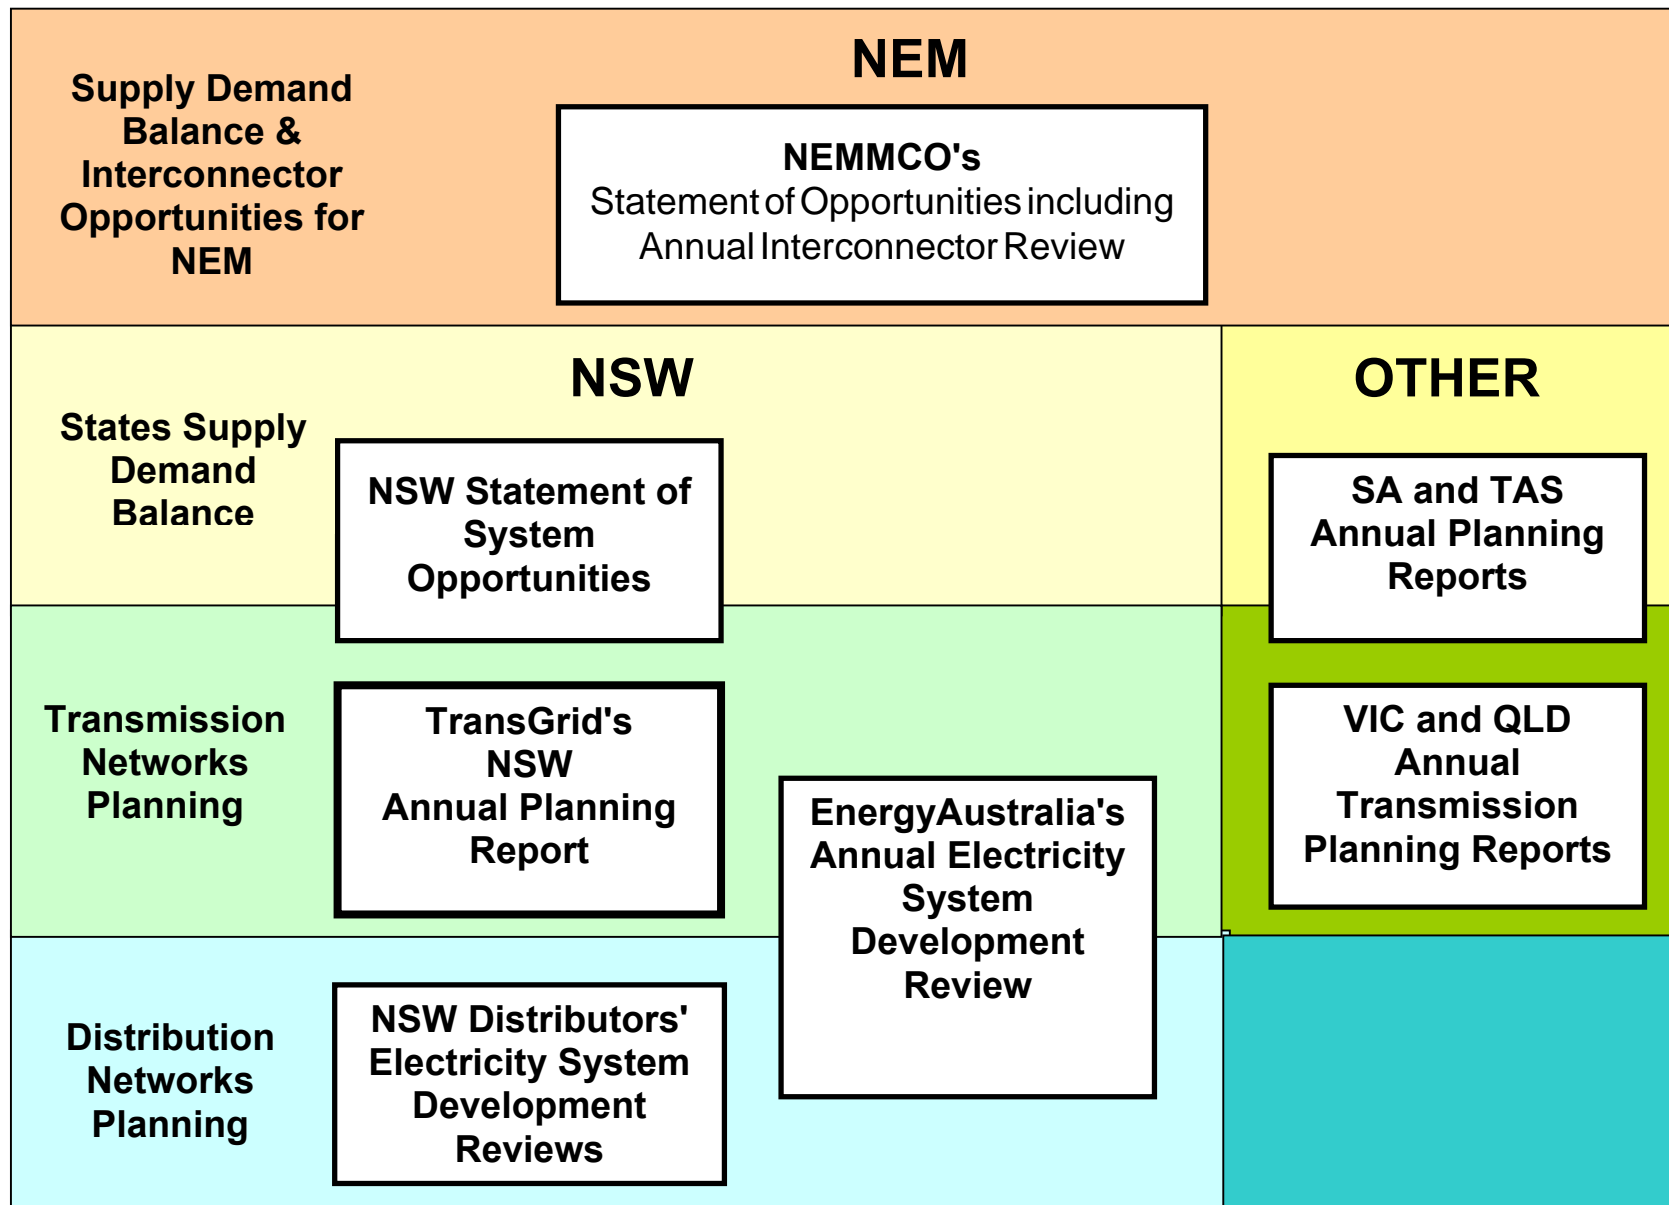 NEM
Supply Demand
Balance &
Interconnector
Opportunities for
NEM
NEMMCO's
Statement of Opportunities including
Annual Interconnector Review
NSW
OTHER
States Supply
Demand
Balance
NSW Statement of
System
Opportunities
SA and TAS
Annual Planning
Reports
Transmission
Networks
Planning
TransGrid's
NSW
Annual Planning
Report
EnergyAustralia's
Annual Electricity
System
Development
Review
VIC and QLD
Annual
Transmission
Planning Reports
Distribution
Networks
Planning
NSW Distributors'
Electricity System
Development
Reviews